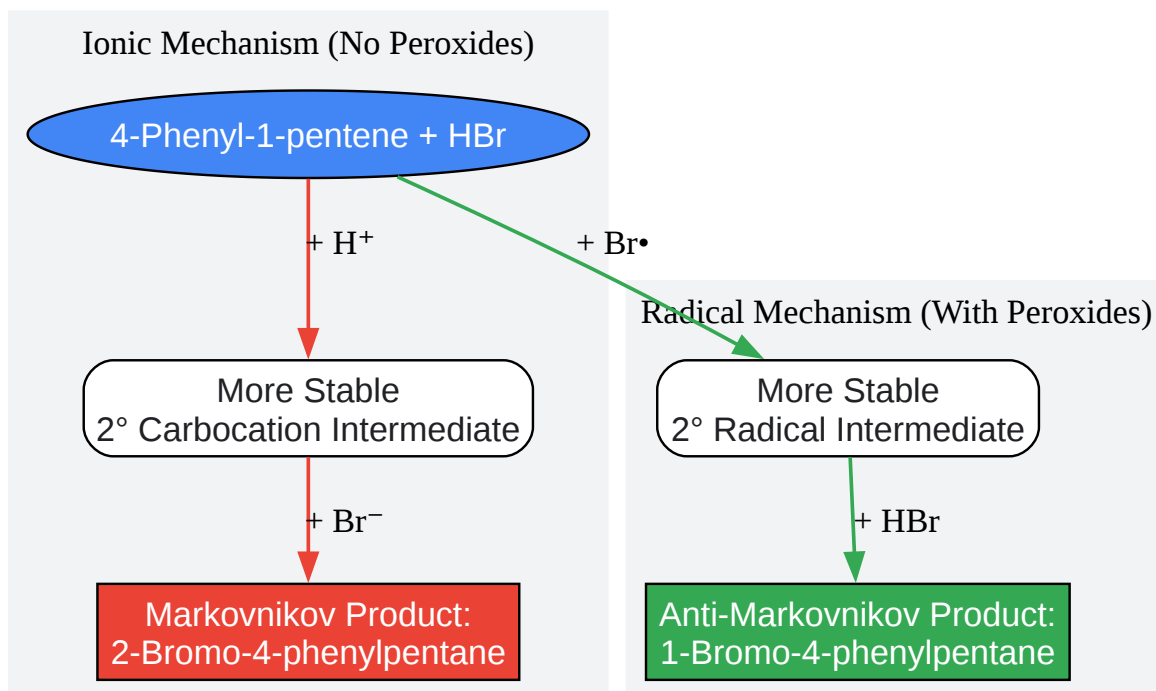 Ionic Mechanism (No Peroxides)
4-Phenyl-1-pentene + HBr
+ H⁺
+ Br•
Radical Mechanism (With Peroxides)
More Stable
2° Carbocation Intermediate
More Stable
2° Radical Intermediate
+ Br⁻
+ HBr
Markovnikov Product:
2-Bromo-4-phenylpentane
Anti-Markovnikov Product:
1-Bromo-4-phenylpentane